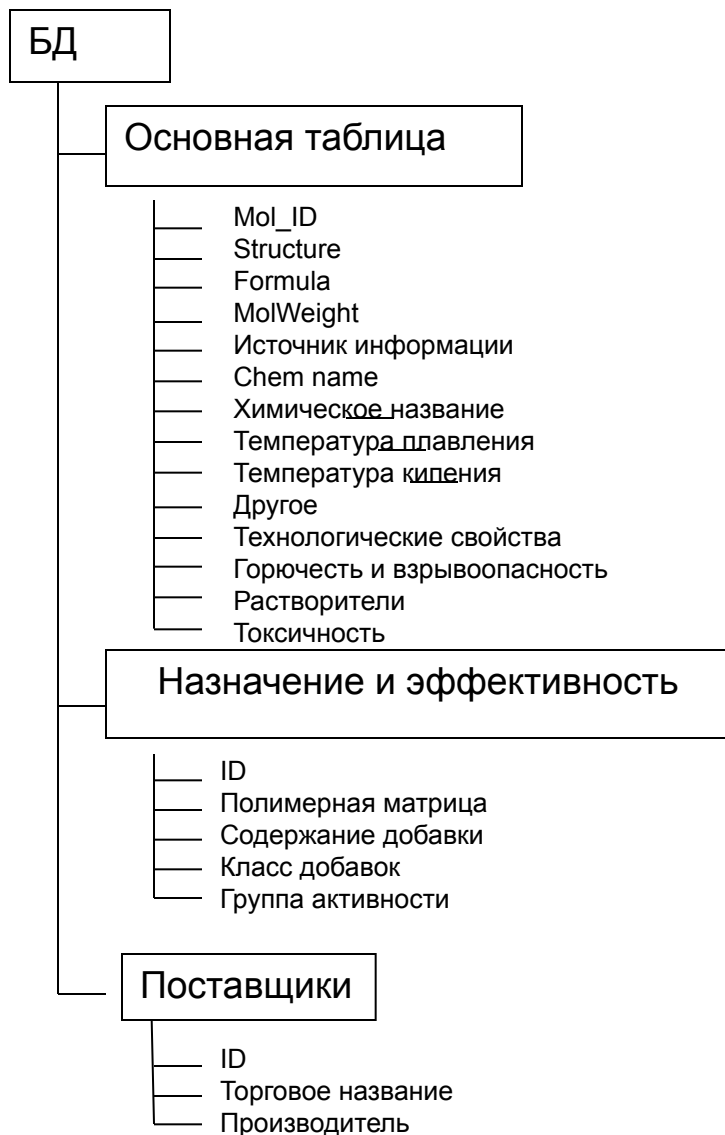 БД
Основная таблица
Mol_ID
Structure
Formula
MolWeight
Источник информации
Chem name
Химическое название
Температура плавления
Температура кипения
Другое
Технологические свойства
Горючесть и взрывоопасность
Растворители
Токсичность
Назначение и эффективность
ID
Полимерная матрица
Содержание добавки
Класс добавок
Группа активности
Поставщики
ID
Торговое название
Производитель